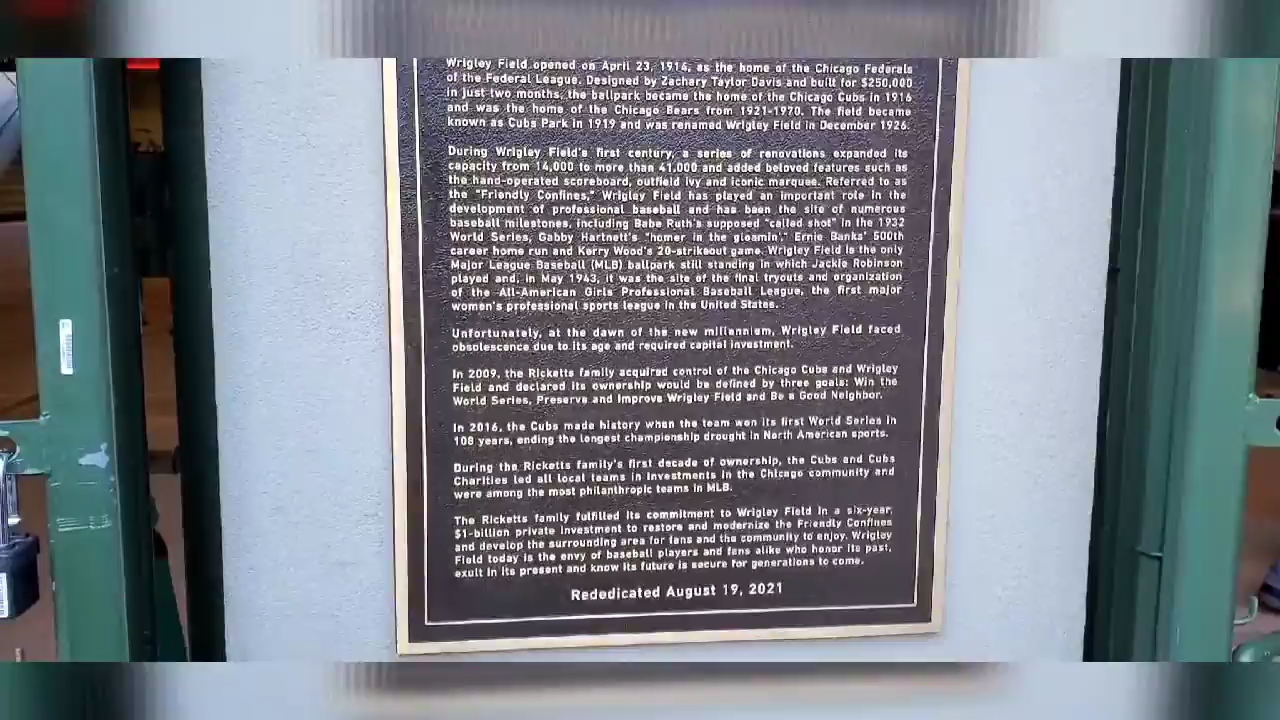 Wrigley Field opened on April 23, 1914, as the home of the Chicago Federals
of the Federal League. Designed by Zachary Taylor Davis and built for $250,000
in just two months, the ballpark became the home of the Chicago Cubs in 1916
and was the home of the Chicago Bears from 1921-1970. The field became
known as Cubs Park in 1919 and was renamed Wrigley Field in December 1926.
During Wrigley Field's first century, a series of renovations expanded its
capacity from 14,000 to more than 41,000 and added beloved features such as
the hand-operated scoreboard, outfield ivy and iconic marquee. Referred to as
the "Friendly Confines," Wrigley Field has played an important role in the
development of professional baseball and has been the site of numerous
baseball milestones, including Babe Ruth's supposed "called shot" in the 1932
World Series, Gabby Hartnett's "homer in the gloamin'," Ernie Banks' 500th
career home run and Kerry Wood's 20-strikeout game. Wrigley Field is the only
Major League Baseball (MLB) ballpark still standing in which Jackie Robinson
played and, in May 1943, it was the site of the final tryouts and organization
of the All-American Girls Professional Baseball League, the first major
women's professional sports league in the United States.
Unfortunately, at the dawn of the new millennium, Wrigley Field faced
obsolescence due to its age and required capital investment.
In 2009, the Ricketts family acquired control of the Chicago Cubs and Wrigley
Field and declared its ownership would be defined by three goals: Win the
World Series, Preserve and Improve Wrigley Field and Be a Good Neighbor.
In 2016, the Cubs made history when the team won its first World Series in
108 years, ending the longest championship drought in North American sports.
During the Ricketts family's first decade of ownership, the Cubs and Cubs
Charities led all local teams in investments in the Chicago community and
were among the most philanthropic teams in MLB.
The Ricketts family fulfilled its commitment to Wrigley Field in a six-year,
$1-billion private investment to restore and modernize the Friendly Confines
and develop the surrounding area for fans and the community to enjoy. Wrigley
Field today is the envy of baseball players and fans alike who honor its past,
exult in its present and know its future is secure for generations to come.
Rededicated August 19, 2021